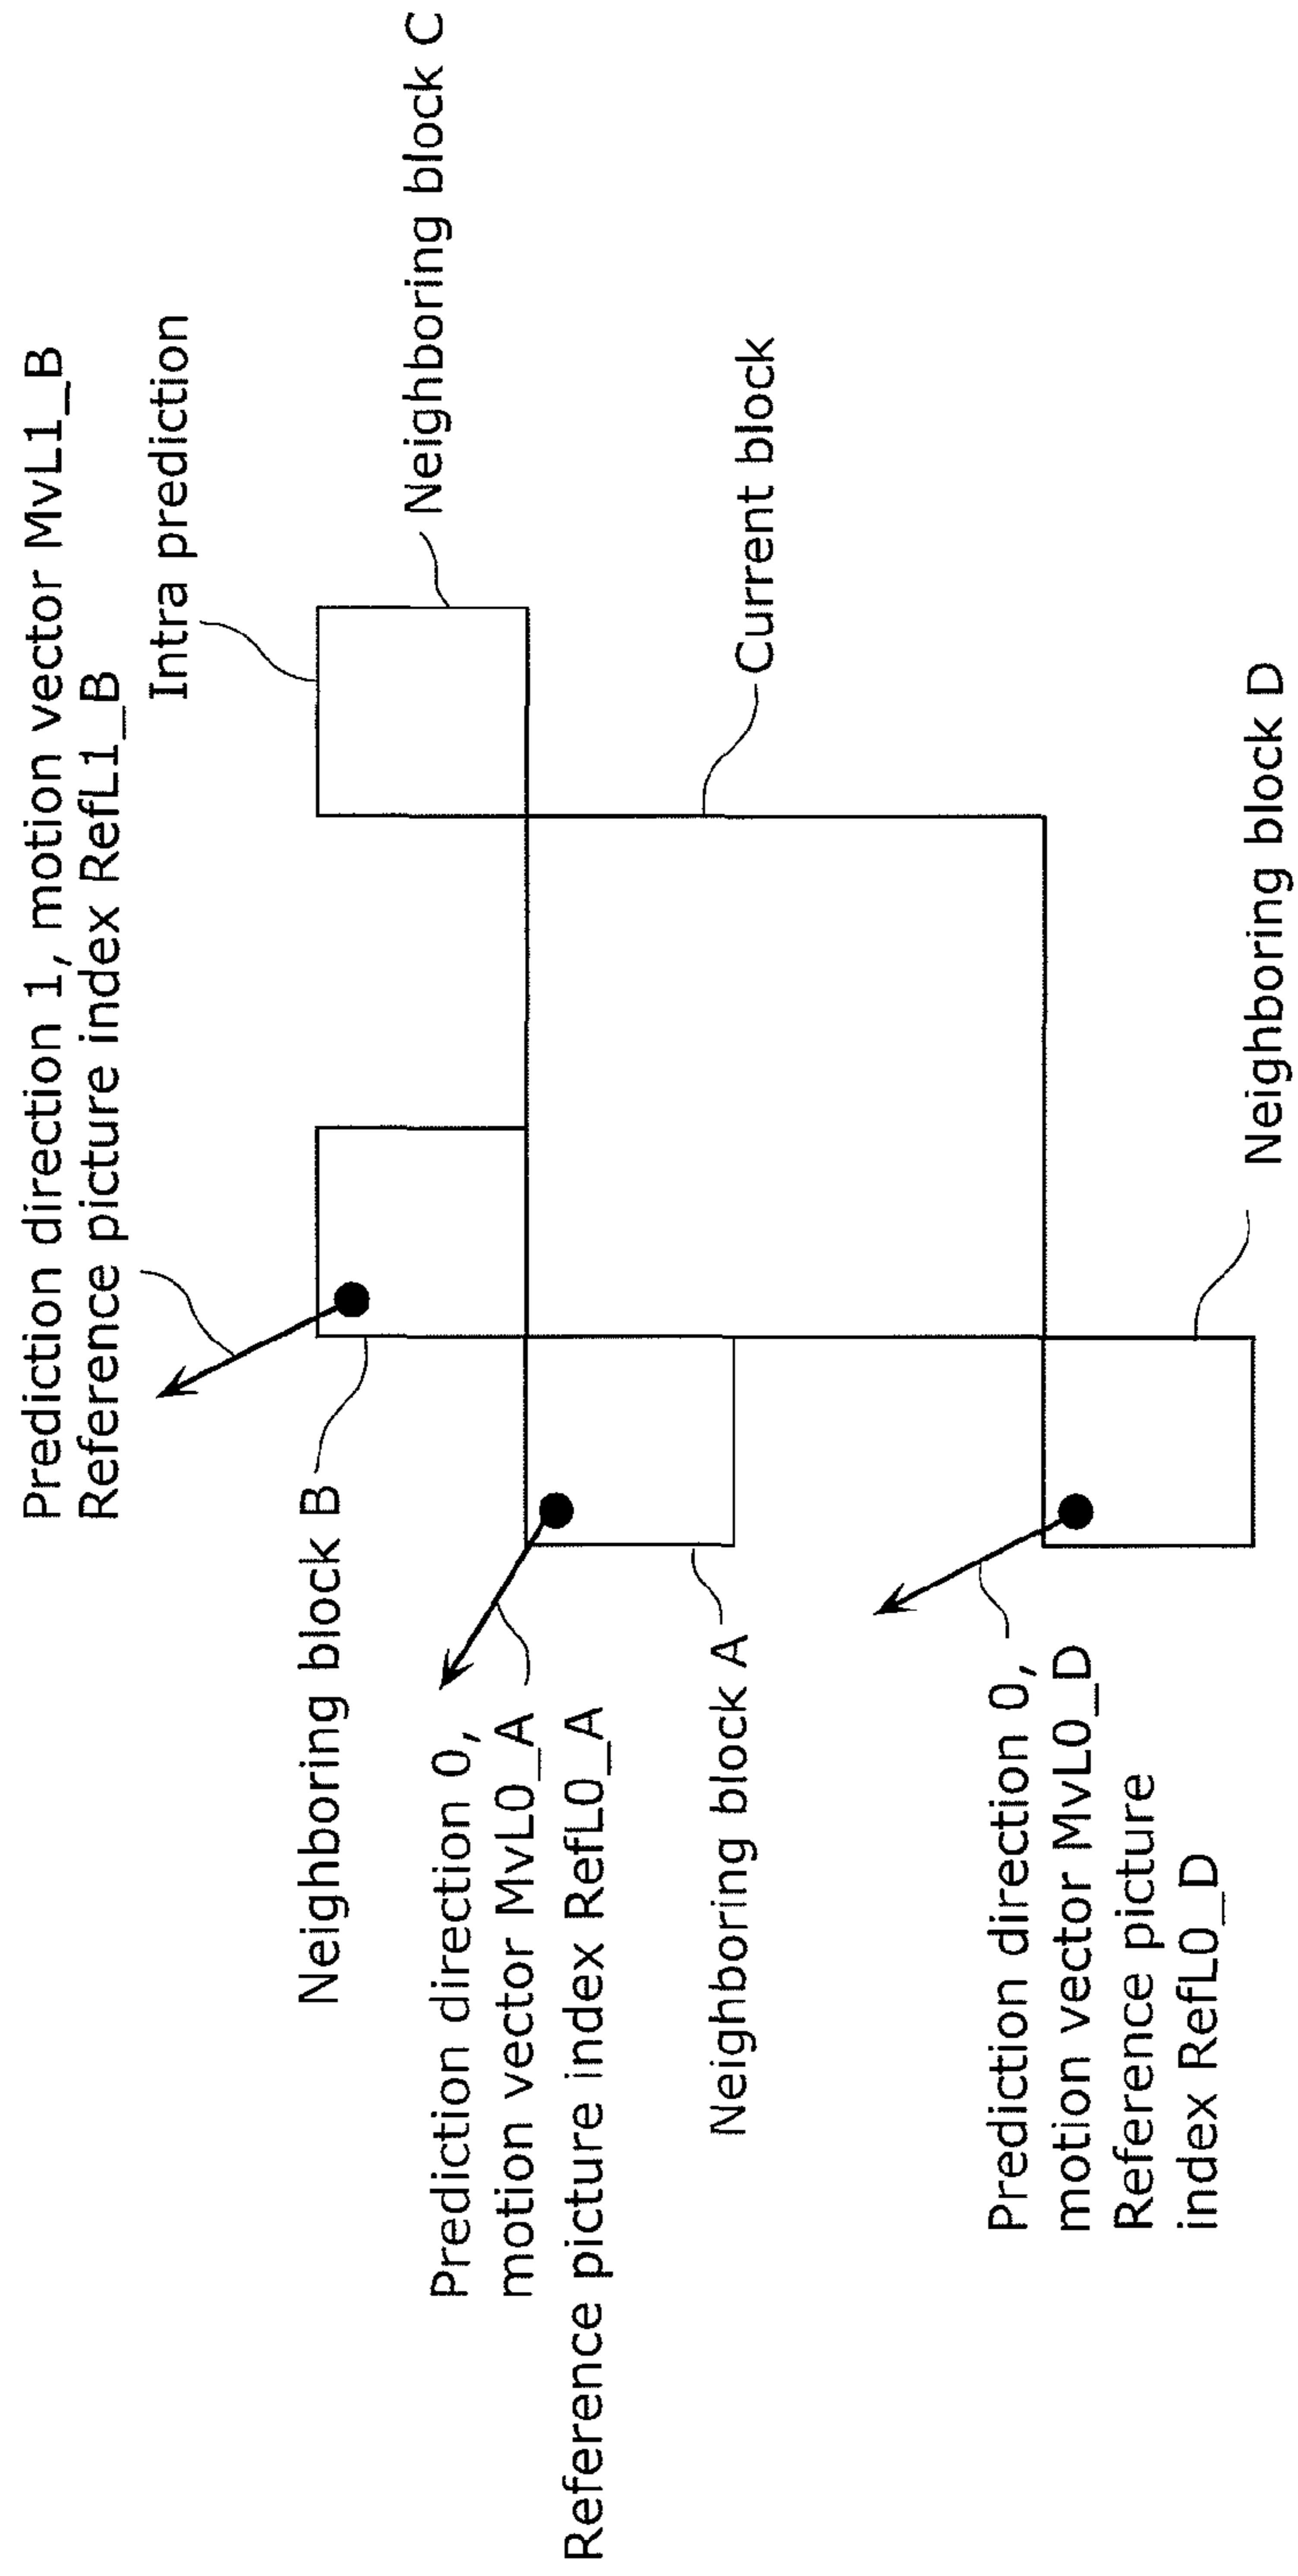 Prediction direction 1, motion vector MvL1_B
Reference picture index RefL1_B
Intra prediction
Neighboring block B
Neighboring block C
Prediction direction 0,
motion vector MvL0_A
Reference picture index RefL0_A
Neighboring block A
Current block
Prediction direction 0,
motion vector MvL0_D
Reference picture
index RefL0_D
Neighboring block D